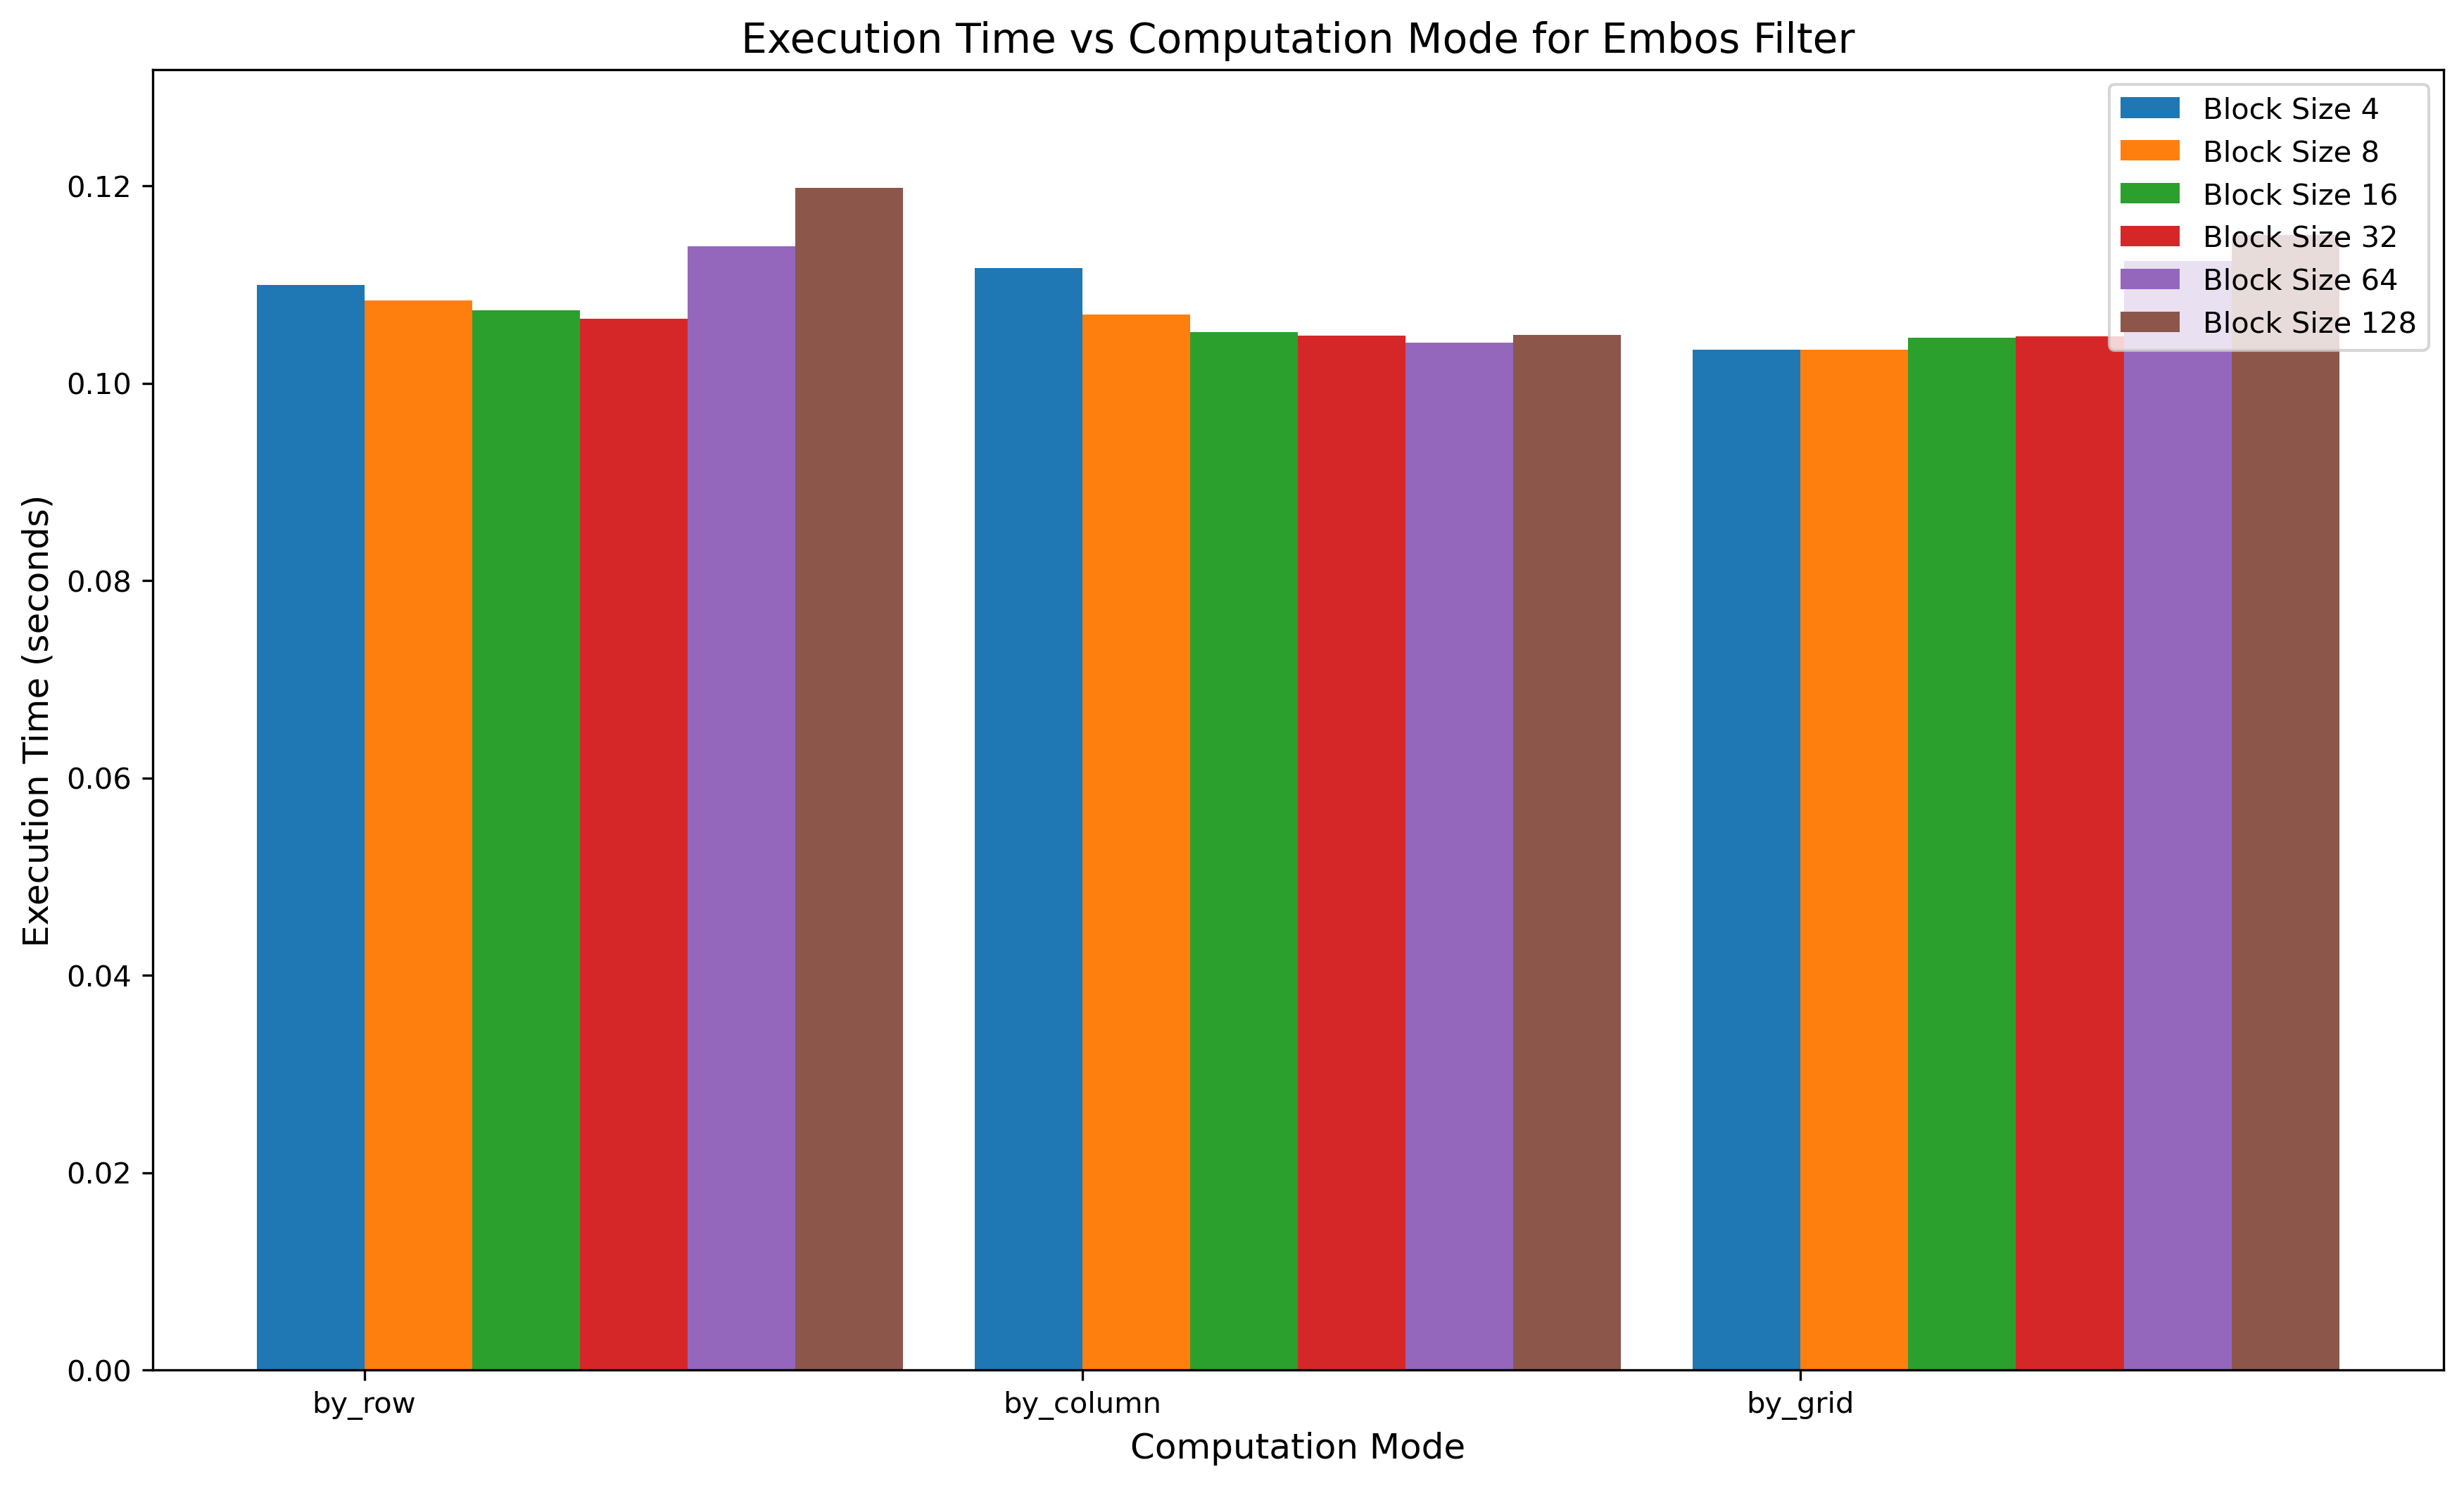 Execution Time vs Computation Mode for Embos Filter
Block Size 4
Block Size 8
Block Size 16
Block Size 32
Block Size 64
Block Size 128
Execution Time (seconds)
0.12
0.10
0.08
0.06
0.04
0.02
0.00
by_row
by_column
by_grid
Computation Mode